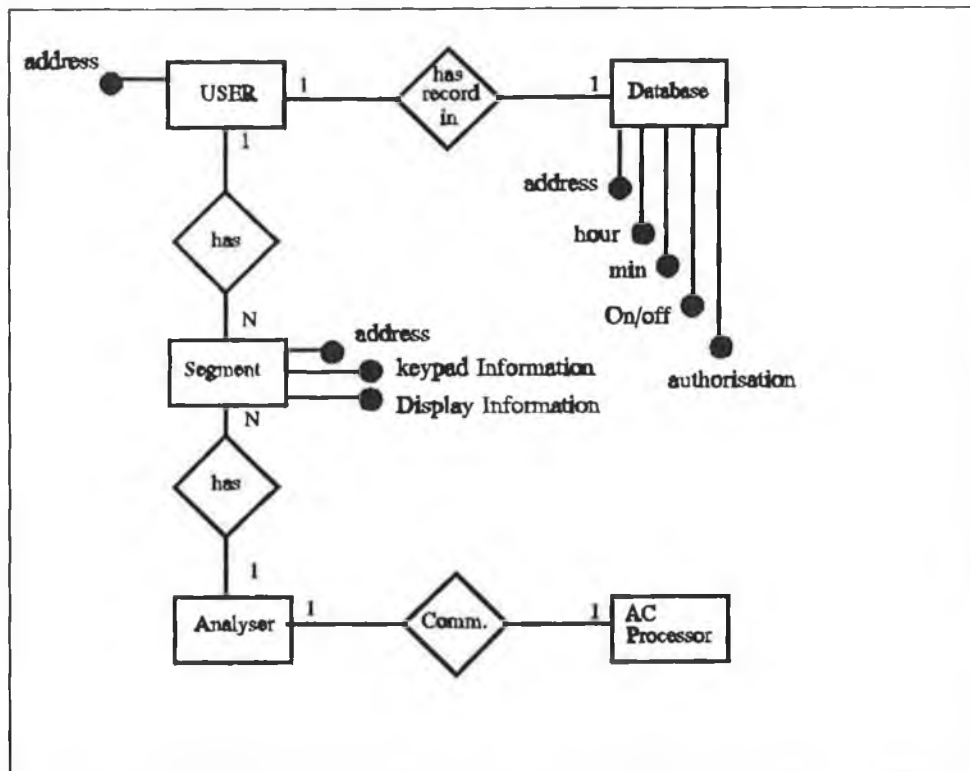 address
USER
1
has
record
in
1
Database
1
address
hour
min
On/off
authorisation
has
N
Segment
address
keypad Information
Display Information
N
has
1
Analyser
1
Comm.
1
AC
Processor